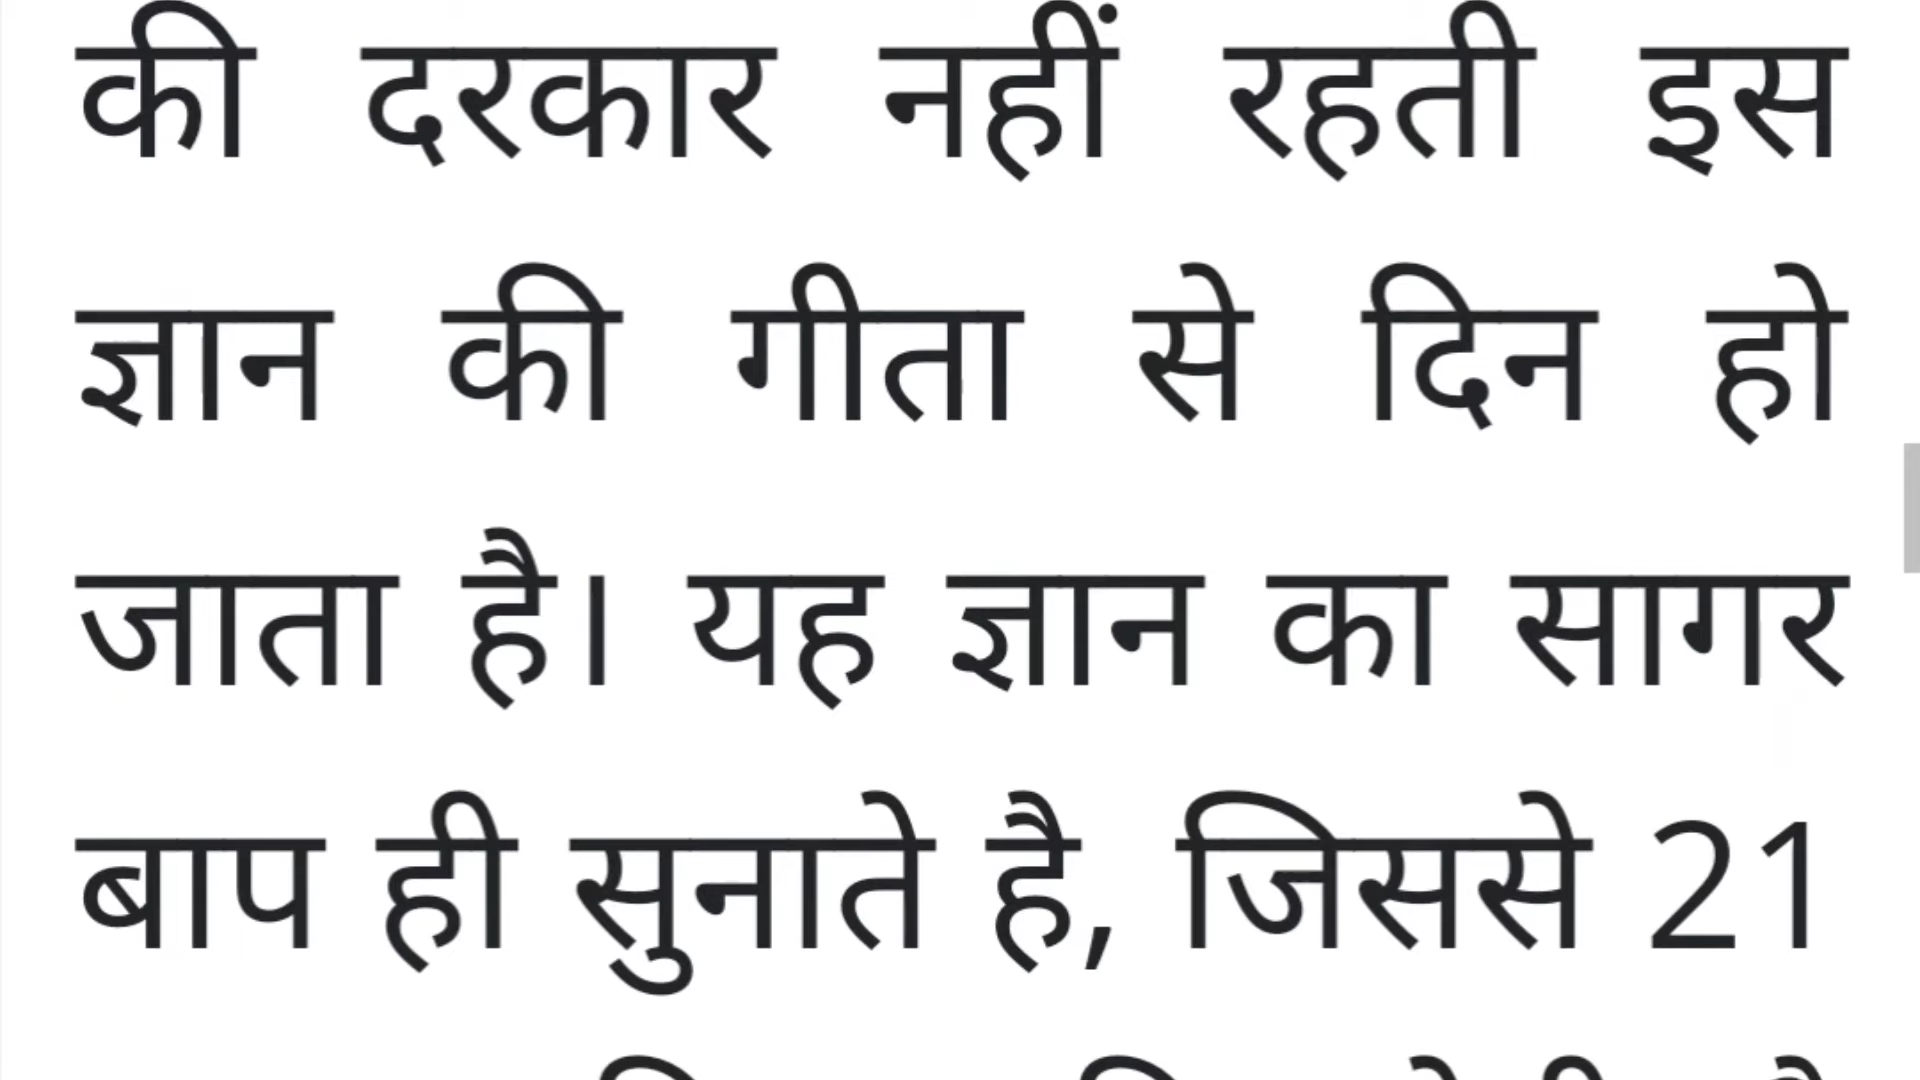 की दरकार नहीं रहती इस
ज्ञान की गीता से दिन हो
जाता है। यह ज्ञान का सागर
बाप ही सुनाते है, जिससे 21